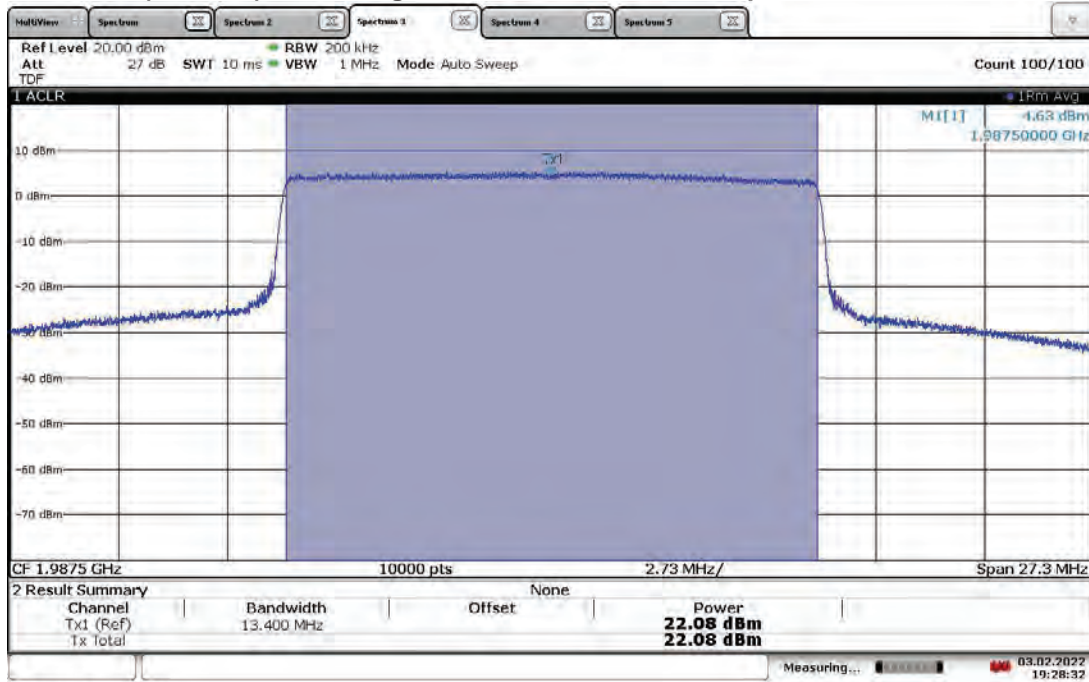 MultiView Spectrum Spectrum 2 Spectrum 3 Spectrum 4 Spectrum 5
Ref Level 20.00 dBm RBW 200 kHz
Att 27 dB SWT 10 ms VBW 1 MHz Mode Auto Sweep Count 100/100
TDF
1 ACLR 1Rm Avg
M1[1] 4.63 dBm
1.98750000 GHz
10 dBm
Tx1
0 dBm
-10 dBm
-20 dBm
-30 dBm
-40 dBm
-50 dBm
-60 dBm
-70 dBm
CF 1.9875 GHz 10000 pts 2.73 MHz/ Span 27.3 MHz
2 Result Summary None
Channel Bandwidth Offset Power
Tx1 (Ref) 13.400 MHz 22.08 dBm
Tx Total 22.08 dBm
Measuring... 03.02.2022
19:28:32